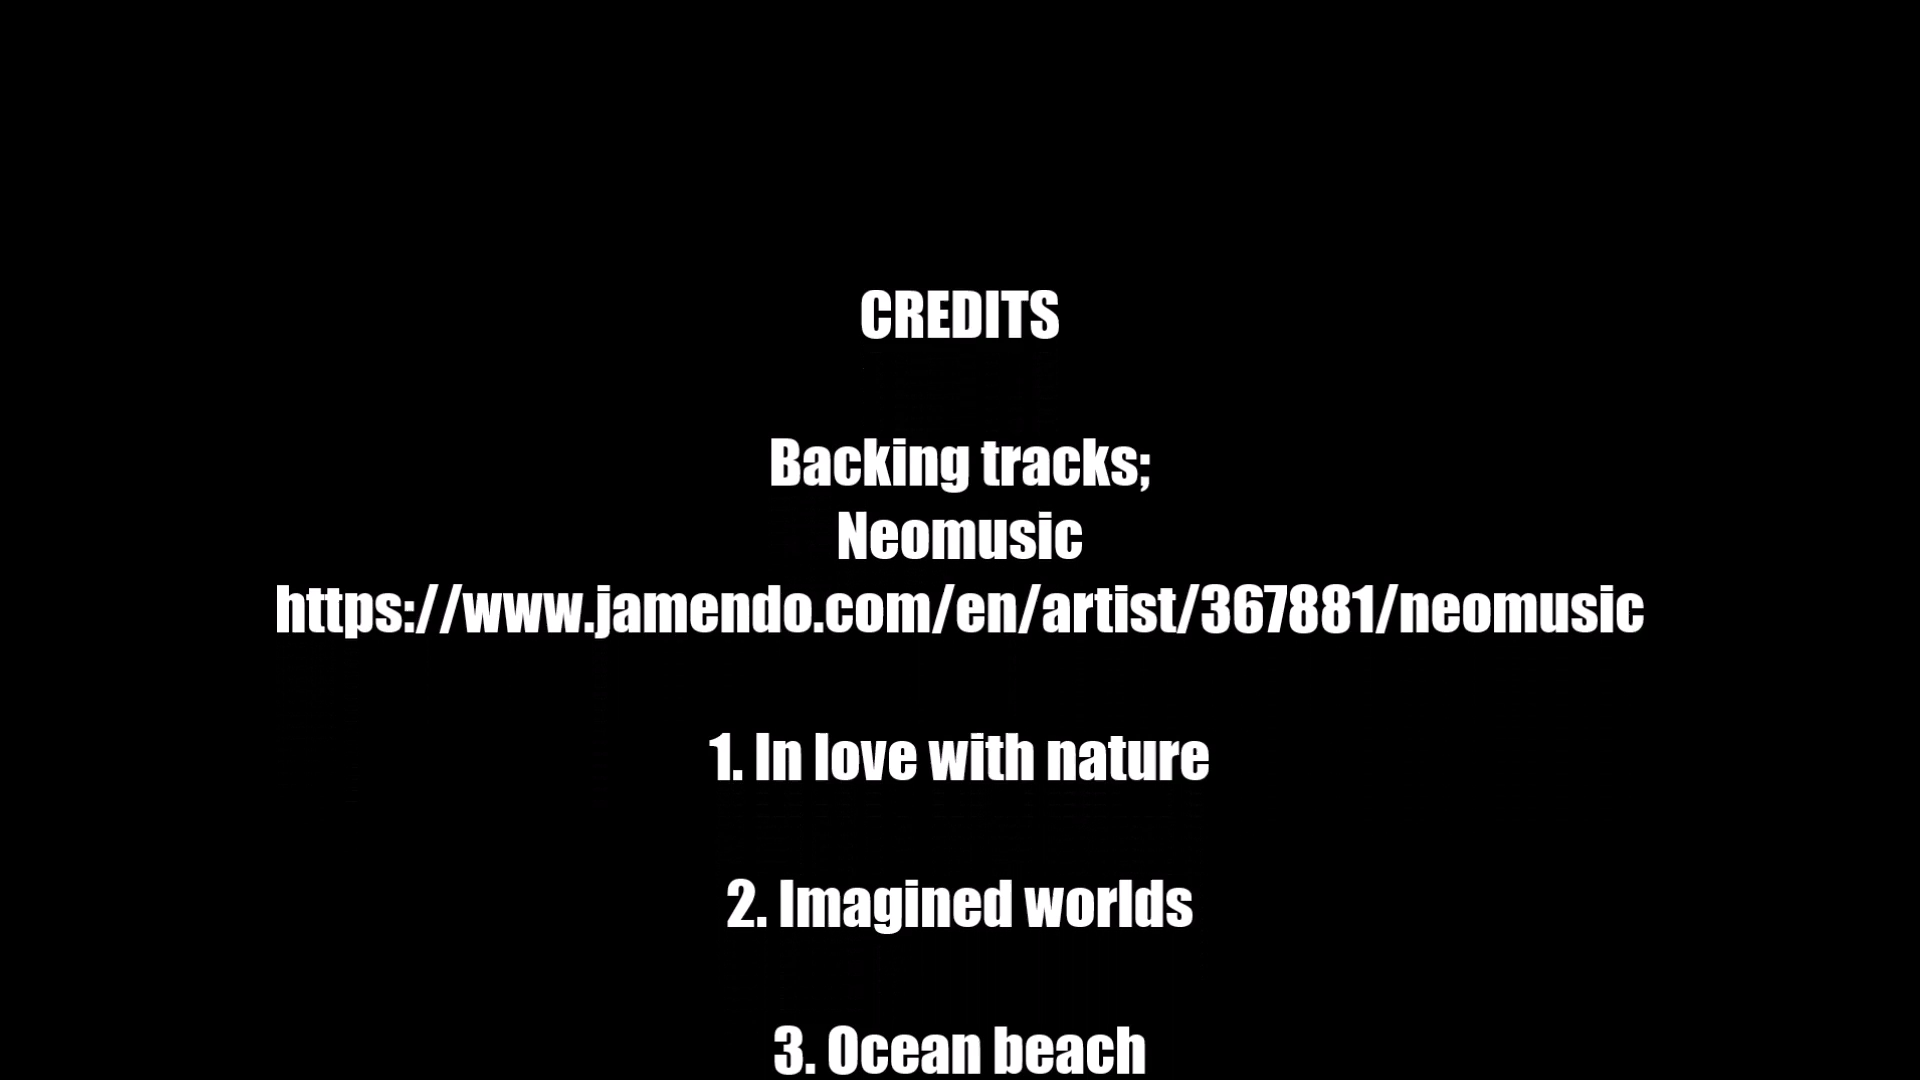 CREDITS
Backing tracks;
Neomusic
https://www.jamendo.com/en/artist/367881/neomusic
1. In love with nature
2. Imagined worlds
3. Ocean beach